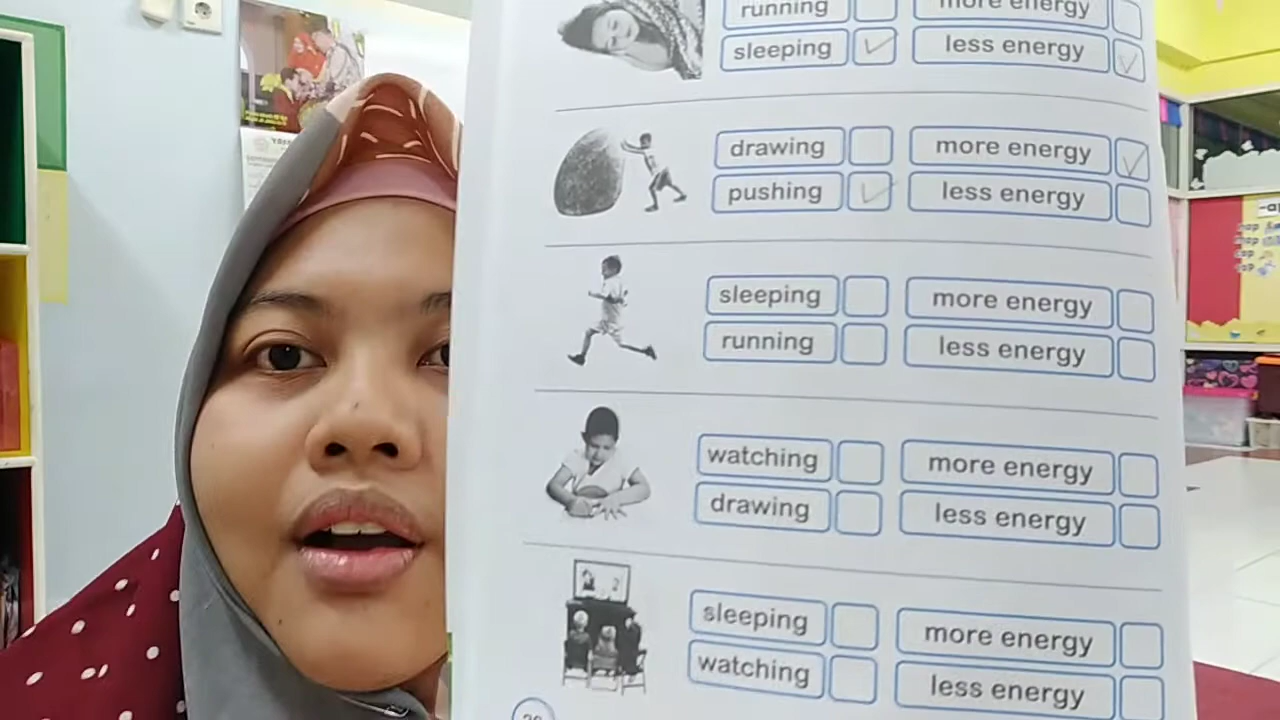 running more energy
sleeping less energy
drawing more energy
pushing less energy
sleeping more energy
running less energy
watching more energy
drawing less energy
sleeping more energy
watching less energy